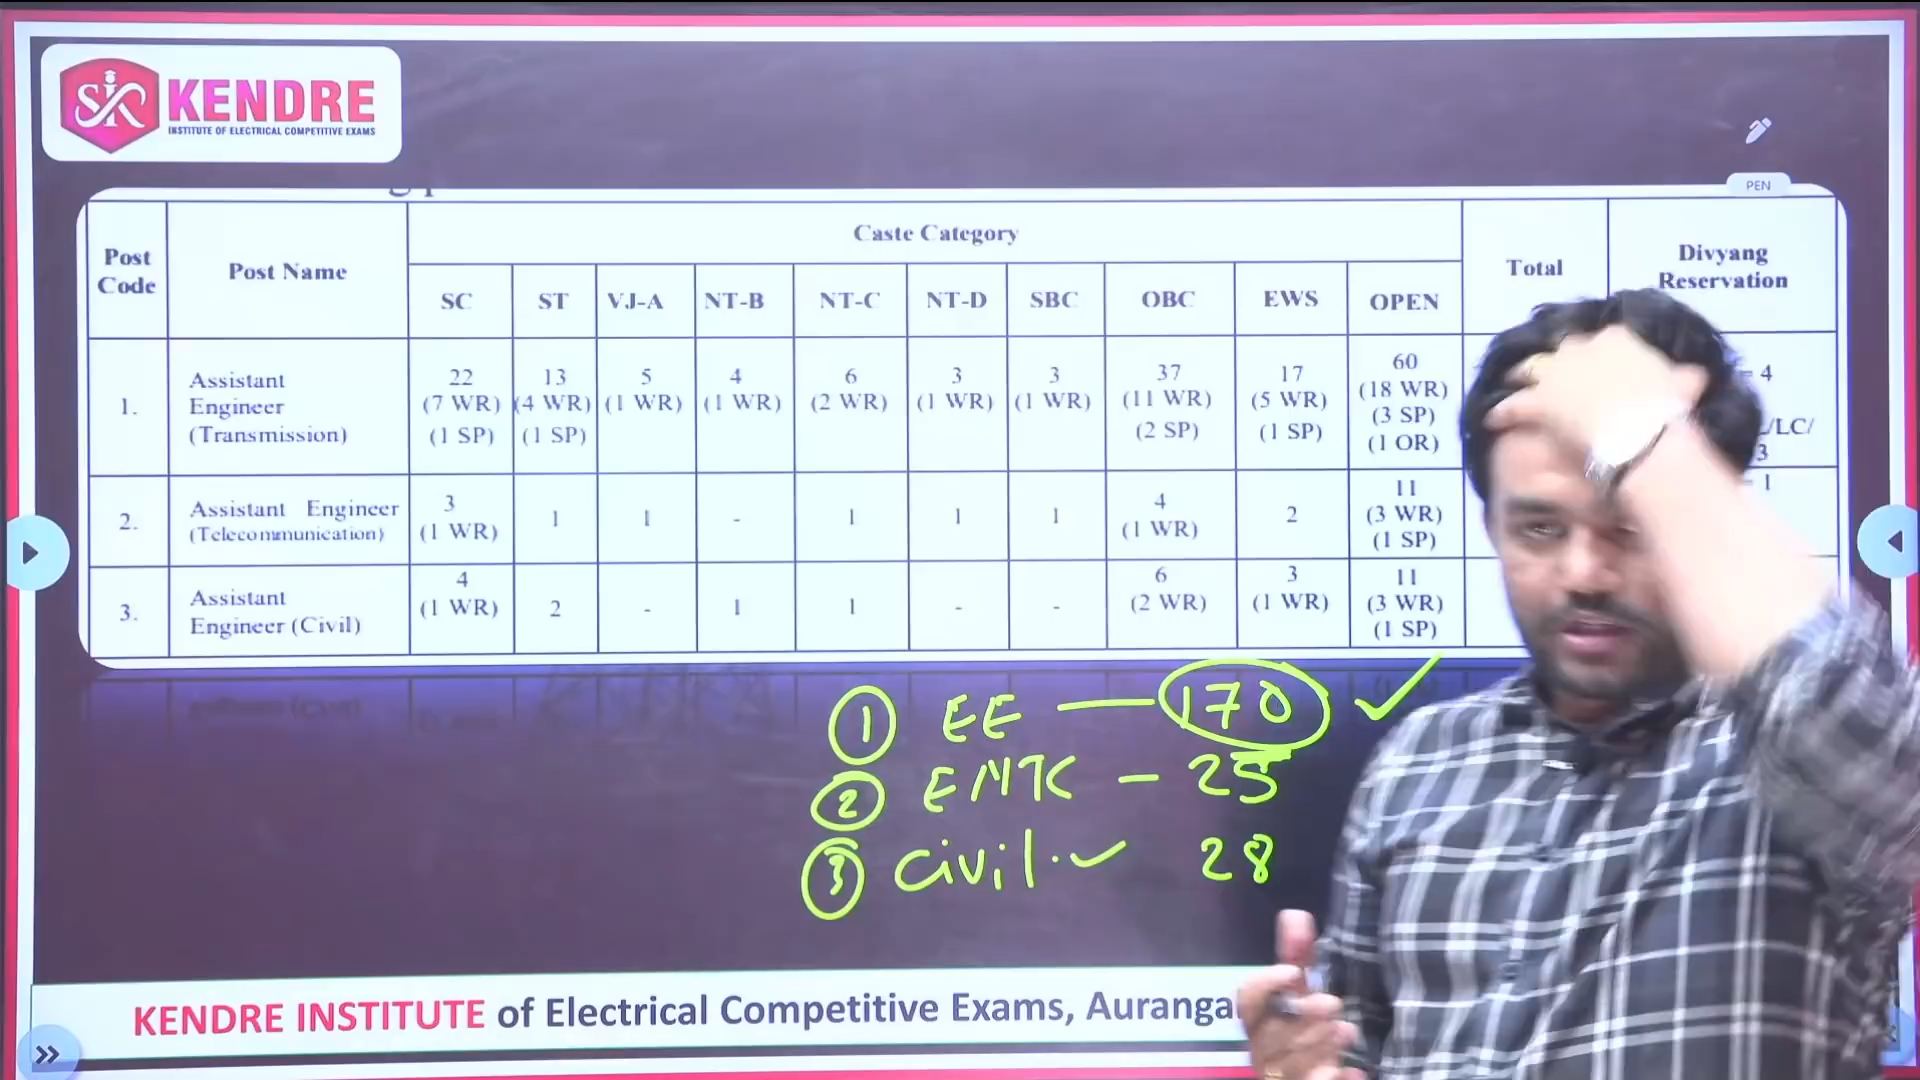 SK KENDRE
INSTITUTE OF ELECTRICAL COMPETITIVE EXAMS
PEN
Post Code | Post Name | Caste Category | Total | Divyang Reservation
SC | ST | VJ-A | NT-B | NT-C | NT-D | SBC | OBC | EWS | OPEN
1. | Assistant Engineer (Transmission) | 22 (7 WR) (1 SP) | 13 (4 WR) (1 SP) | 5 (1 WR) | 4 (1 WR) | 6 (2 WR) | 3 (1 WR) | 3 (1 WR) | 37 (11 WR) (2 SP) | 17 (5 WR) (1 SP) | 60 (18 WR) (3 SP) (1 OR) | 4 /LC/ 3
2. | Assistant Engineer (Telecommunication) | 3 (1 WR) | 1 | 1 | - | 1 | 1 | 1 | 4 (1 WR) | 2 | 11 (3 WR) (1 SP) | 1
3. | Assistant Engineer (Civil) | 4 (1 WR) | 2 | - | 1 | 1 | - | - | 6 (2 WR) | 3 (1 WR) | 11 (3 WR) (1 SP)
1 EE — 170 ✓
2 - 25
3 Civil. ✓ 28
KENDRE INSTITUTE of Electrical Competitive Exams, Auranga